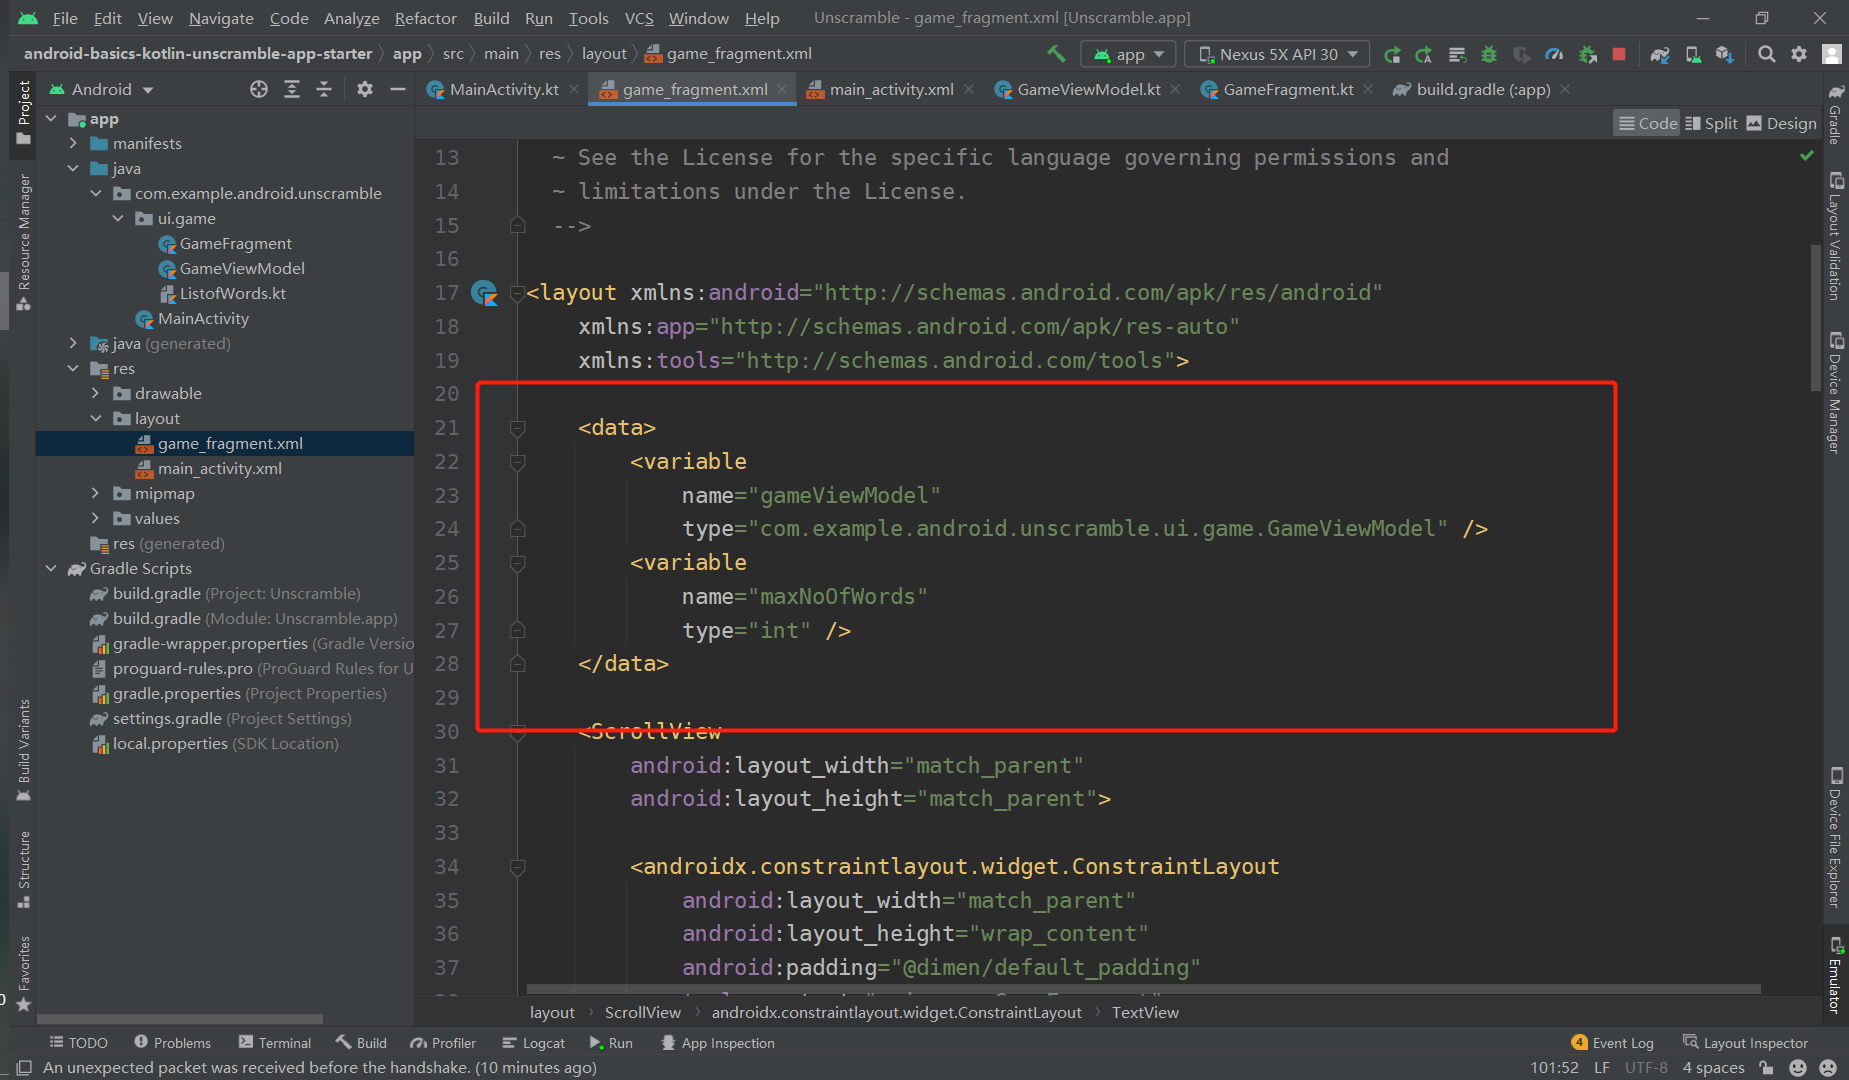 File Edit View Navigate Code Analyze Refactor Build Run Tools VCS Window Help Unscramble - game_fragment.xml [Unscramble.app]
android-basics-kotlin-unscramble-app-starter app src main res layout game_fragment.xml app Nexus 5X API 30
Android
MainActivity.kt game_fragment.xml main_activity.xml GameViewModel.kt GameFragment.kt build.gradle (:app)
Code Split Design
Project
Resource Manager
Build Variants
Structure
Favorites
app
manifests
java
com.example.android.unscramble
ui.game
GameFragment
GameViewModel
ListofWords.kt
MainActivity
java (generated)
res
drawable
layout
game_fragment.xml
main_activity.xml
mipmap
values
res (generated)
Gradle Scripts
build.gradle (Project: Unscramble)
build.gradle (Module: Unscramble.app)
gradle-wrapper.properties (Gradle Versio
proguard-rules.pro (ProGuard Rules for U
gradle.properties (Project Properties)
settings.gradle (Project Settings)
local.properties (SDK Location)
13 ~ See the License for the specific language governing permissions and
14 ~ limitations under the License.
15 -->
16
17 <layout xmlns:android="http://schemas.android.com/apk/res/android"
18 xmlns:app="http://schemas.android.com/apk/res-auto"
19 xmlns:tools="http://schemas.android.com/tools">
20
21 <data>
22 <variable
23 name="gameViewModel"
24 type="com.example.android.unscramble.ui.game.GameViewModel" />
25 <variable
26 name="maxNoOfWords"
27 type="int" />
28 </data>
29
30 <ScrollView
31 android:layout_width="match_parent"
32 android:layout_height="match_parent">
33
34 <androidx.constraintlayout.widget.ConstraintLayout
35 android:layout_width="match_parent"
36 android:layout_height="wrap_content"
37 android:padding="@dimen/default_padding"
Gradle
Layout Validation
Device Manager
Device File Explorer
Emulator
layout ScrollView androidx.constraintlayout.widget.ConstraintLayout TextView
TODO Problems Terminal Build Profiler Logcat Run App Inspection 4 Event Log Layout Inspector
An unexpected packet was received before the handshake. (10 minutes ago) 101:52 LF UTF-8 4 spaces